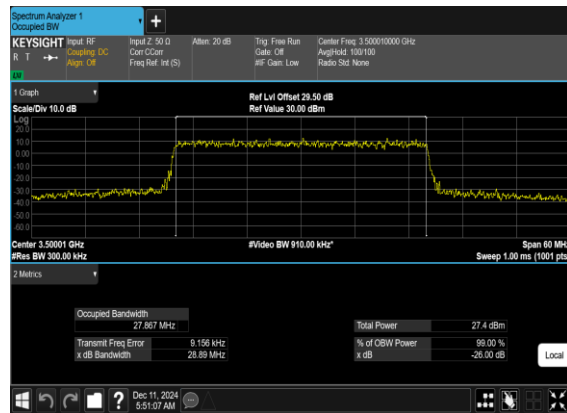 Spectrum Analyzer 1
Occupied BW
KEYSIGHT
R T
LW
Input: RF
Coupling: DC
Align: Off
Input Z: 50 Ω
Corr CCorr
Freq Ref: Int (S)
Atten: 20 dB
Trig: Free Run
Gate: Off
#IF Gain: Low
Center Freq: 3.500010000 GHz
Avg|Hold: 100/100
Radio Std: None
1 Graph
Scale/Div 10.0 dB
Ref Lvl Offset 29.50 dB
Ref Value 30.00 dBm
Log
20.0
10.0
0.00
-10.0
-20.0
-30.0
-40.0
-50.0
-60.0
Center 3.50001 GHz
#Res BW 300.00 kHz
#Video BW 910.00 kHz*
Span 60 MHz
Sweep 1.00 ms (1001 pts)
2 Metrics
Occupied Bandwidth
27.867 MHz
Transmit Freq Error 9.156 kHz
x dB Bandwidth 28.89 MHz
Total Power 27.4 dBm
% of OBW Power 99.00 %
x dB -26.00 dB
Local
?
Dec 11, 2024
5:51:07 AM